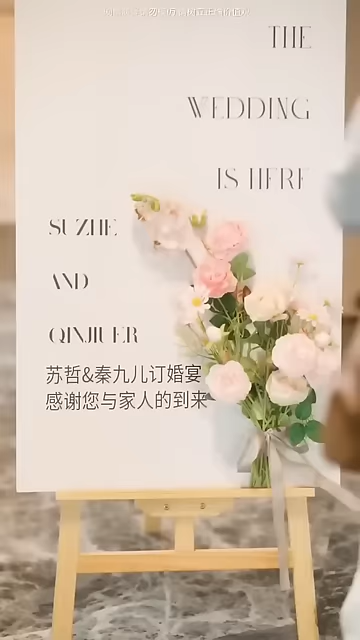 THE
WEDDING
IS HERE
SUZHE
AND
QINJIUER
苏哲&秦九儿订婚宴
感谢您与家人的到来